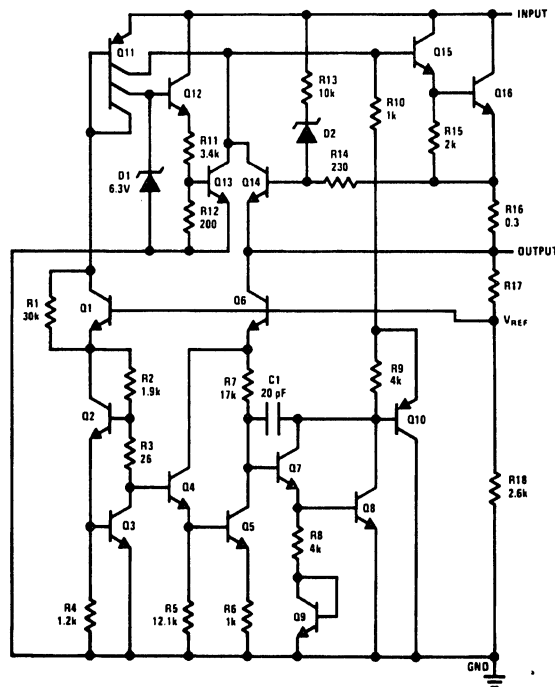 INPUT
Q11
Q15
Q12
R13
10k
Q16
R10
1k
R11
3.4k
D2
R15
2k
R14
230
D1
6.3V
Q13
Q14
R12
200
R16
0.3
OUTPUT
R17
R1
30k
Q1
Q6
VREF
R2
1.9k
R7
17k
C1
20 pF
R9
4k
Q10
Q2
R3
26
Q4
Q7
R18
2.6k
Q3
Q5
Q8
R8
4k
R4
1.2k
R5
12.1k
R6
1k
Q9
GND